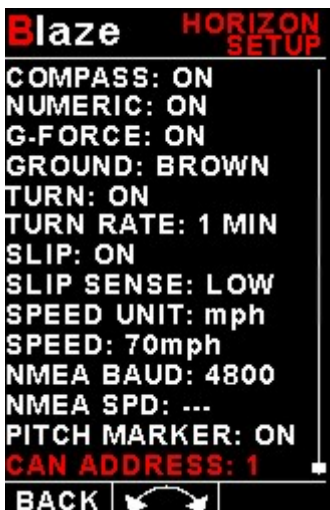 Blaze
HORIZON
SETUP
COMPASS: ON
NUMERIC: ON
G-FORCE: ON
GROUND: BROWN
TURN: ON
TURN RATE: 1 MIN
SLIP: ON
SLIP SENSE: LOW
SPEED UNIT: mph
SPEED: 70mph
NMEA BAUD: 4800
NMEA SPD: ---
PITCH MARKER: ON
CAN ADDRESS: 1
BACK